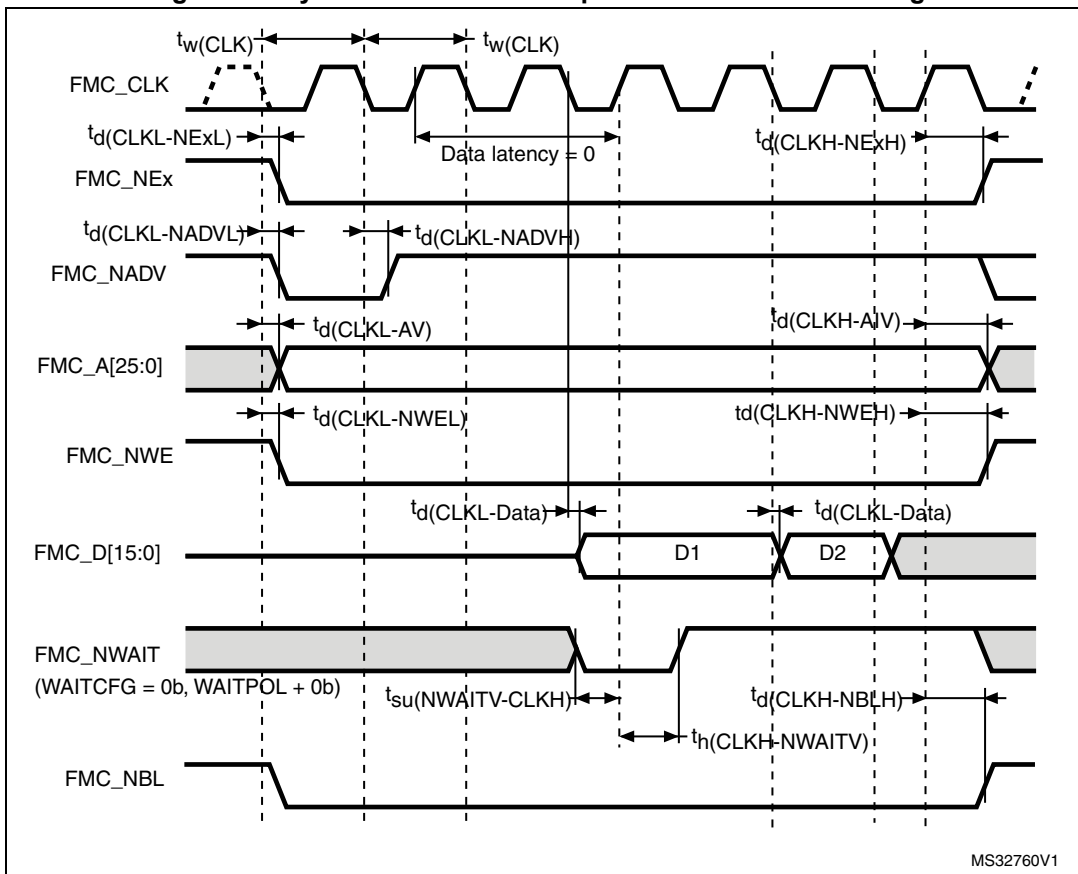 tw(CLK) tw(CLK)
FMC_CLK
td(CLKL-NExL) Data latency = 0 td(CLKH-NExH)
FMC_NEx
td(CLKL-NADVL) td(CLKL-NADVH)
FMC_NADV
td(CLKL-AV) td(CLKH-AIV)
FMC_A[25:0]
td(CLKL-NWEL) td(CLKH-NWEH)
FMC_NWE
td(CLKL-Data) td(CLKL-Data)
FMC_D[15:0] D1 D2
FMC_NWAIT
(WAITCFG = 0b, WAITPOL + 0b)
tsu(NWAITV-CLKH) td(CLKH-NBLH)
th(CLKH-NWAITV)
FMC_NBL
MS32760V1